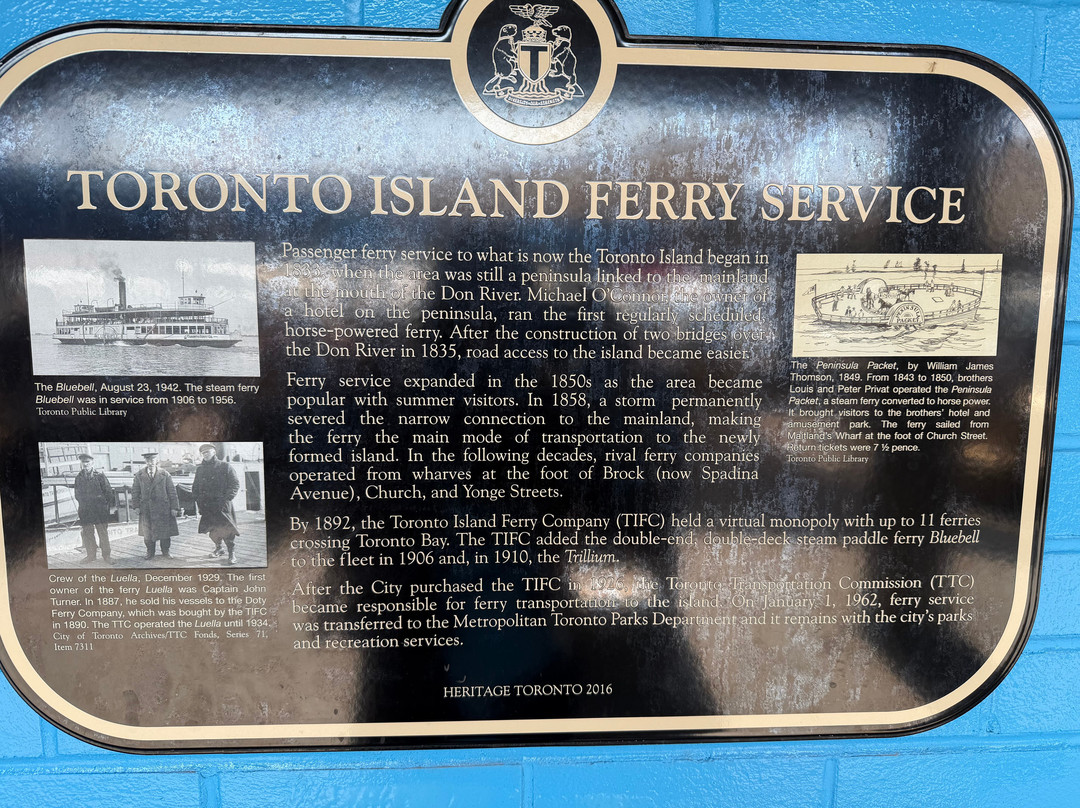 T
DIVERSITY OUR STRENGTH
TORONTO ISLAND FERRY SERVICE
Passenger ferry service to what is now the Toronto Island began in
1833, when the area was still a peninsula linked to the mainland
at the mouth of the Don River. Michael O'Connor, the owner of
a hotel on the peninsula, ran the first regularly scheduled,
horse-powered ferry. After the construction of two bridges over
the Don River in 1835, road access to the island became easier.
Ferry service expanded in the 1850s as the area became
popular with summer visitors. In 1858, a storm permanently
severed the narrow connection to the mainland, making
the ferry the main mode of transportation to the newly
formed island. In the following decades, rival ferry companies
operated from wharves at the foot of Brock (now Spadina
Avenue), Church, and Yonge Streets.
By 1892, the Toronto Island Ferry Company (TIFC) held a virtual monopoly with up to 11 ferries
crossing Toronto Bay. The TIFC added the double-end, double-deck steam paddle ferry Bluebell
to the fleet in 1906 and, in 1910, the Trillium.
After the City purchased the TIFC in 1926, the Toronto Transportation Commission (TTC)
became responsible for ferry transportation to the island. On January 1, 1962, ferry service
was transferred to the Metropolitan Toronto Parks Department and it remains with the city's parks
and recreation services.
The Bluebell, August 23, 1942. The steam ferry
Bluebell was in service from 1906 to 1956.
Toronto Public Library
Crew of the Luella, December 1929. The first
owner of the ferry Luella was Captain John
Turner. In 1887, he sold his vessels to the Doty
Ferry Company, which was bought by the TIFC
in 1890. The TTC operated the Luella until 1934.
City of Toronto Archives/TTC Fonds, Series 71,
Item 7311
PENINSULA
PACKET
The Peninsula Packet, by William James
Thomson, 1849. From 1843 to 1850, brothers
Louis and Peter Privat operated the Peninsula
Packet, a steam ferry converted to horse power.
It brought visitors to the brothers' hotel and
amusement park. The ferry sailed from
Maitland's Wharf at the foot of Church Street.
Return tickets were 7 ½ pence.
Toronto Public Library
HERITAGE TORONTO 2016